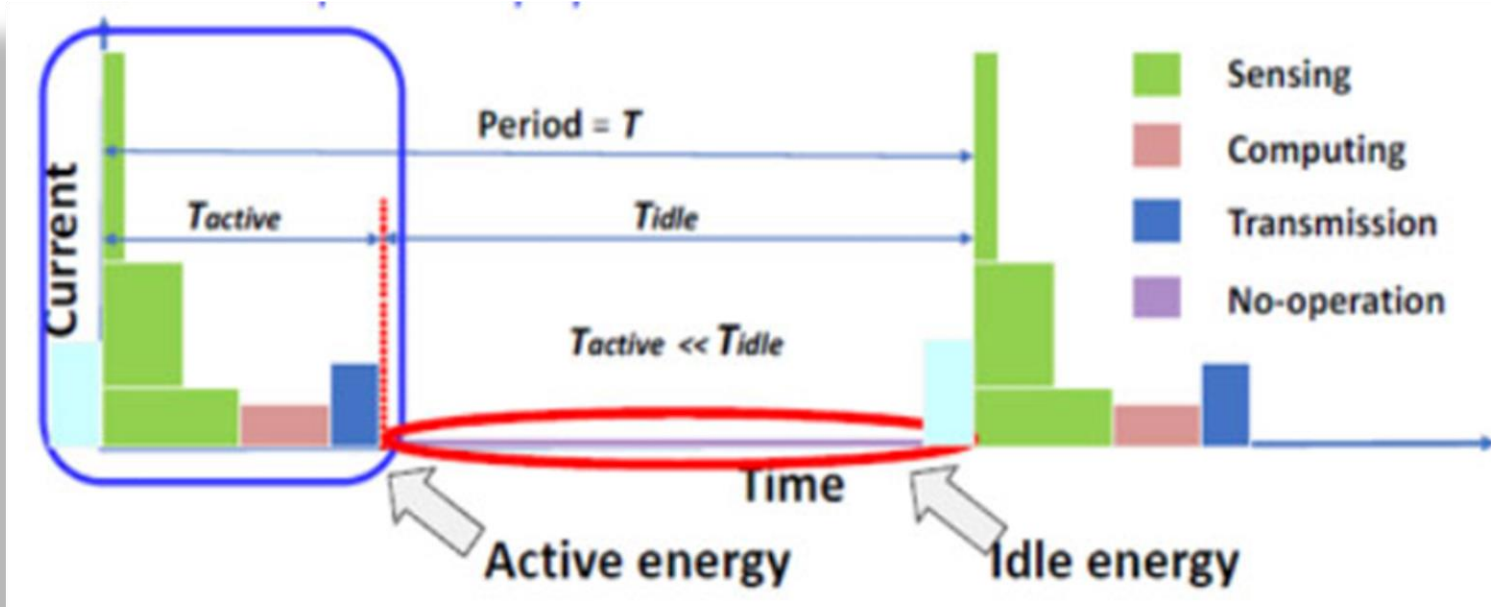 Current
Period = T
Tactive
Tidle
Tactive << Tidle
Time
Active energy
Idle energy
Sensing
Computing
Transmission
No-operation